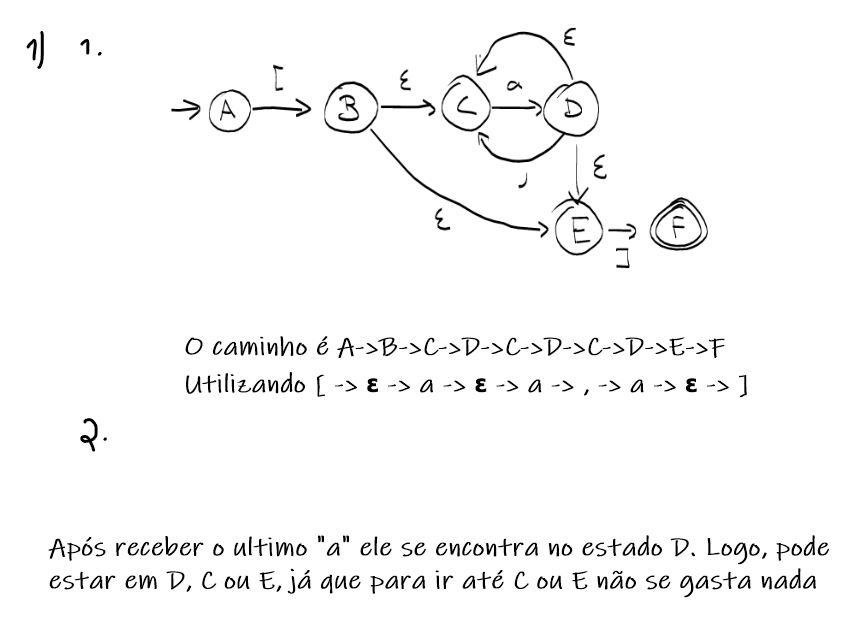 1) 1.
[ ε ε
A B C a D
, ε
ε E F
]
O caminho é A->B->C->D->C->D->C->D->E->F
Utilizando [ -> ε -> a -> ε -> a -> , -> a -> ε -> ]
2.
Após receber o ultimo "a" ele se encontra no estado D. Logo, pode
estar em D, C ou E, já que para ir até C ou E não se gasta nada